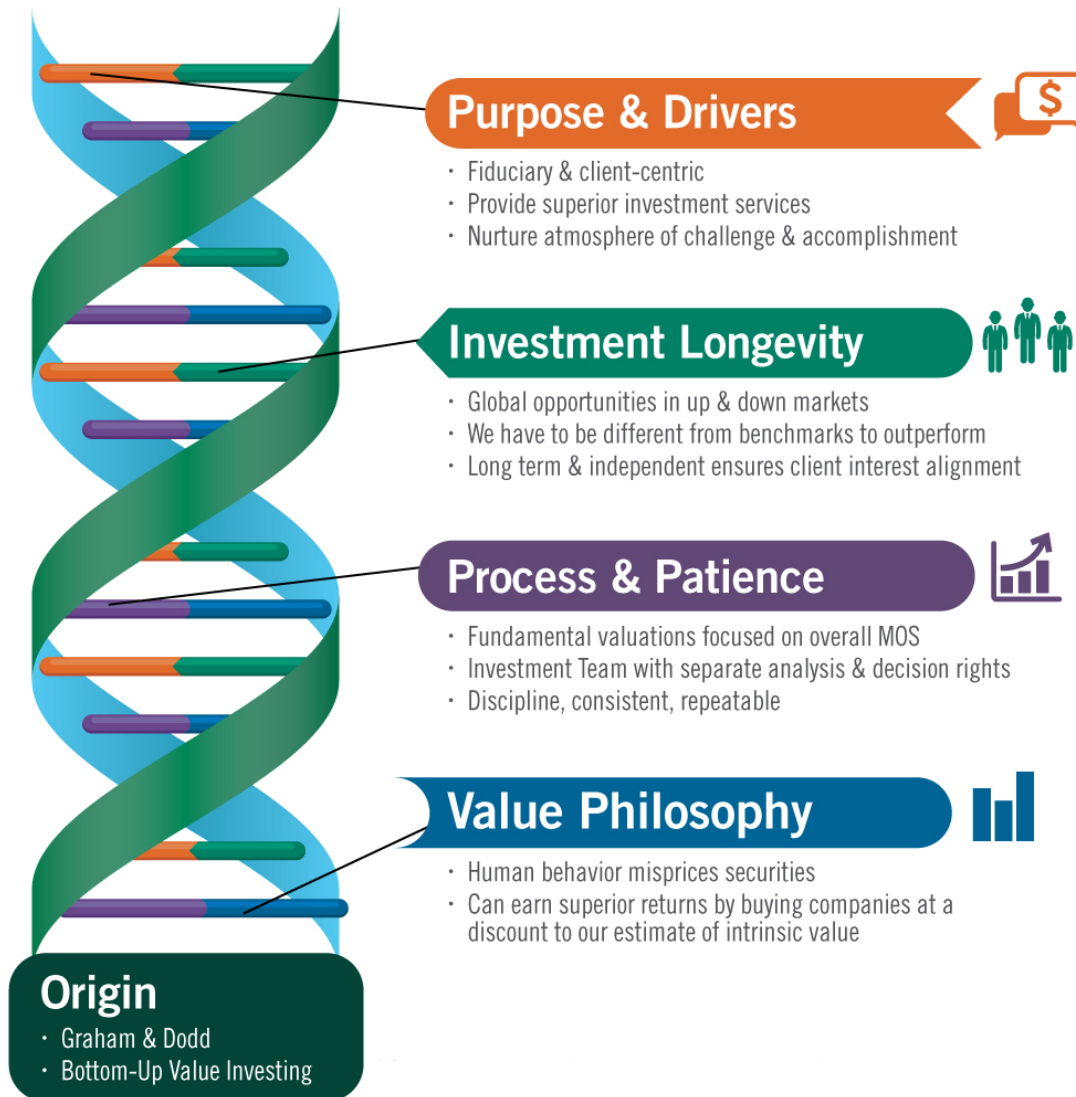 Purpose & Drivers
$
· Fiduciary & client-centric
· Provide superior investment services
· Nurture atmosphere of challenge & accomplishment
Investment Longevity
· Global opportunities in up & down markets
· We have to be different from benchmarks to outperform
· Long term & independent ensures client interest alignment
Process & Patience
· Fundamental valuations focused on overall MOS
· Investment Team with separate analysis & decision rights
· Discipline, consistent, repeatable
Value Philosophy
· Human behavior misprices securities
· Can earn superior returns by buying companies at a
discount to our estimate of intrinsic value
Origin
· Graham & Dodd
· Bottom-Up Value Investing